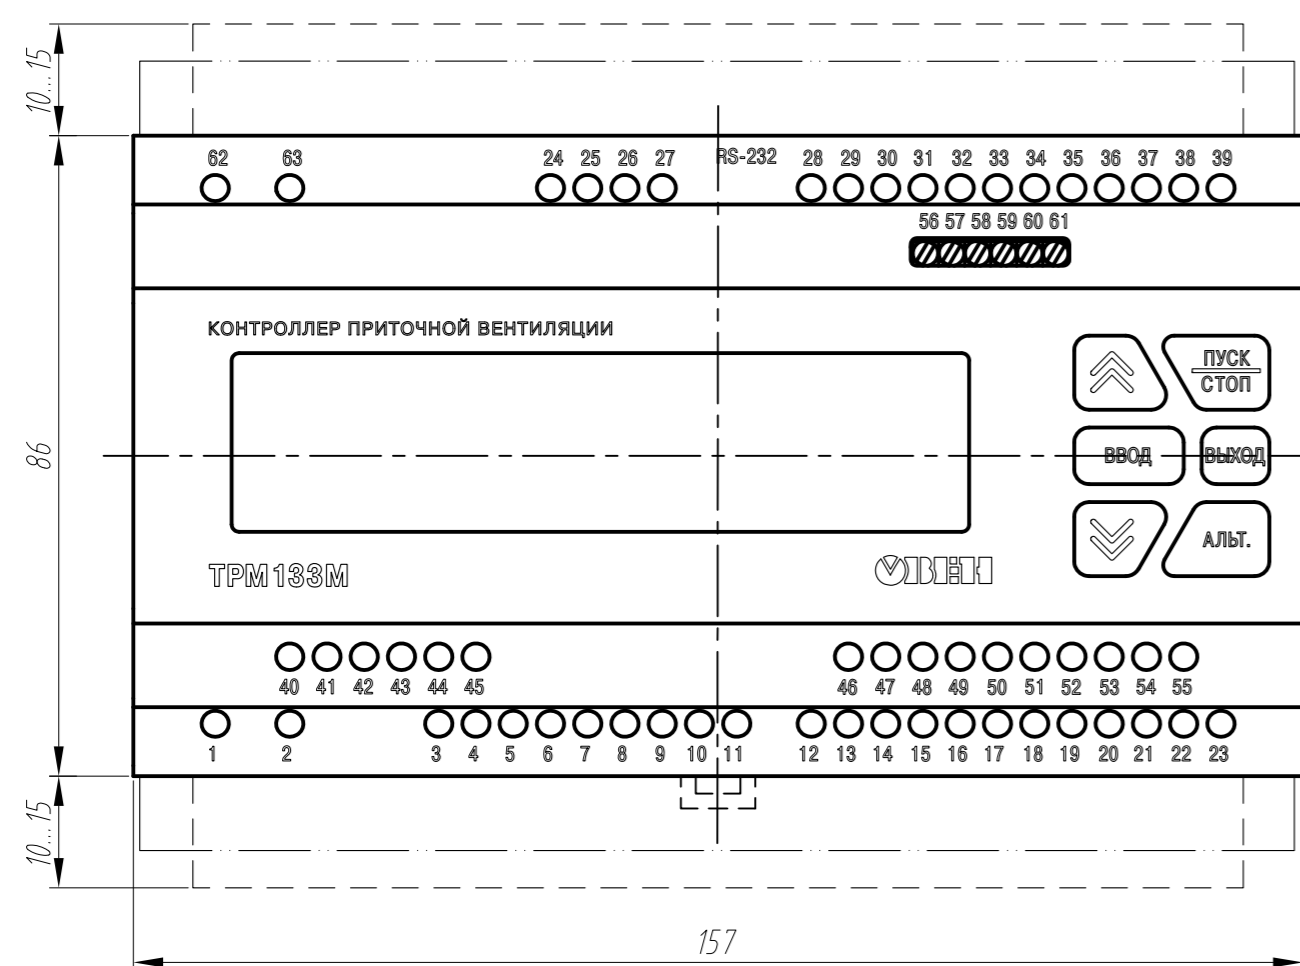 10...15
62 63 24 25 26 27 RS-232 28 29 30 31 32 33 34 35 36 37 38 39
56 57 58 59 60 61
КОНТРОЛЛЕР ПРИТОЧНОЙ ВЕНТИЛЯЦИИ
ПУСК
СТОП
86
ВВОД ВЫХОД
АЛЬТ.
ТРМ133М ОВЕН
40 41 42 43 44 45 46 47 48 49 50 51 52 53 54 55
1 2 3 4 5 6 7 8 9 10 11 12 13 14 15 16 17 18 19 20 21 22 23
10...15
157